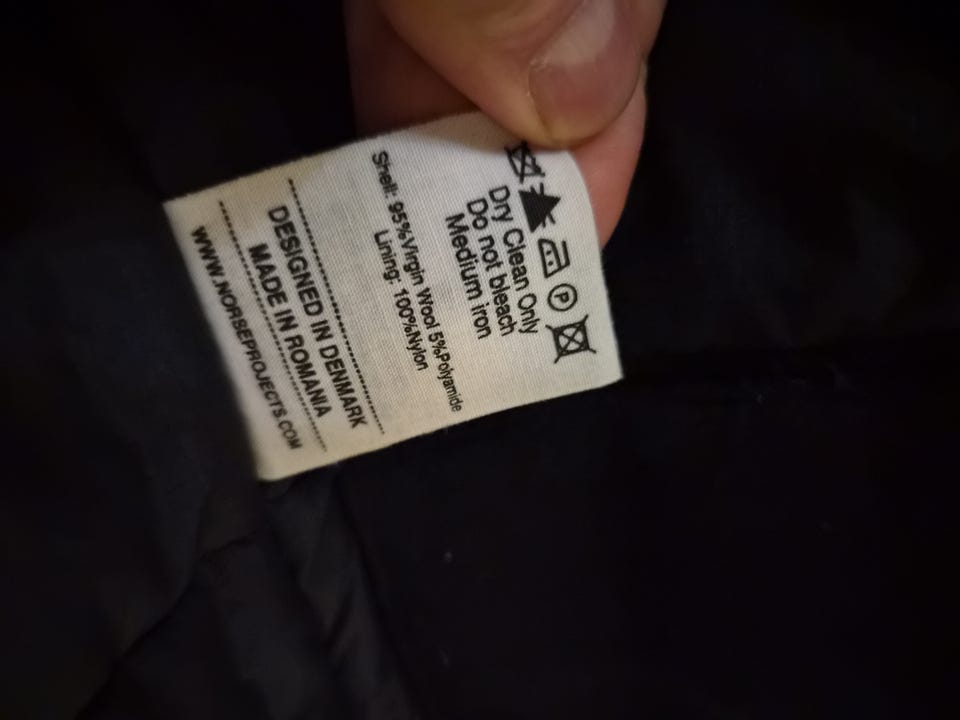 P
Dry Clean Only
Do not bleach
Medium iron
Shell: 95%Virgin Wool 5%Polyamide
Lining: 100%Nylon
DESIGNED IN DENMARK
MADE IN ROMANIA
WWW.NORSEPROJECTS.COM